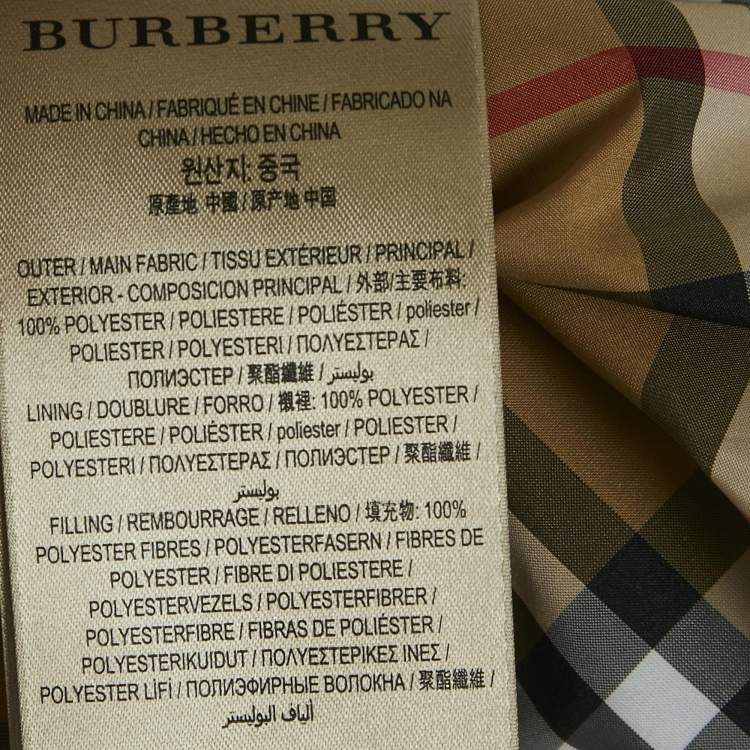 BURBERRY
MADE IN CHINA / FABRIQUÉ EN CHINE / FABRICADO NA
CHINA / HECHO EN CHINA
원산지: 중국
原產地 中國 / 原产地 中国
OUTER / MAIN FABRIC / TISSU EXTÉRIEUR / PRINCIPAL /
EXTERIOR - COMPOSICION PRINCIPAL / 外部/主要布料:
100% POLYESTER / POLIESTERE / POLIÉSTER / poliester /
POLIESTER / POLYESTERI / ΠΟΛΥΕΣΤΕΡΑΣ /
ПОЛИЭСТЕР / 聚酯纖維 / بوليستر
LINING / DOUBLURE / FORRO / 襯裡: 100% POLYESTER /
POLIESTERE / POLIÉSTER / poliester / POLIESTER /
POLYESTERI / ΠΟΛΥΕΣΤΕΡΑΣ / ПОЛИЭСТЕР / 聚酯纖維 /
بوليستر
FILLING / REMBOURRAGE / RELLENO / 填充物: 100%
POLYESTER FIBRES / POLYESTERFASERN / FIBRES DE
POLYESTER / FIBRE DI POLIESTERE /
POLYESTERVEZELS / POLYESTERFIBRER /
POLYESTERFIBRE / FIBRAS DE POLIÉSTER /
POLYESTERIKUIDUT / ΠΟΛΥΕΣΤΕΡΙΚΕΣ ΙΝΕΣ /
POLYESTER LİFİ / ПОЛИЭФИРНЫЕ ВОЛОКНА / 聚酯纖維 /
ألياف البوليستر